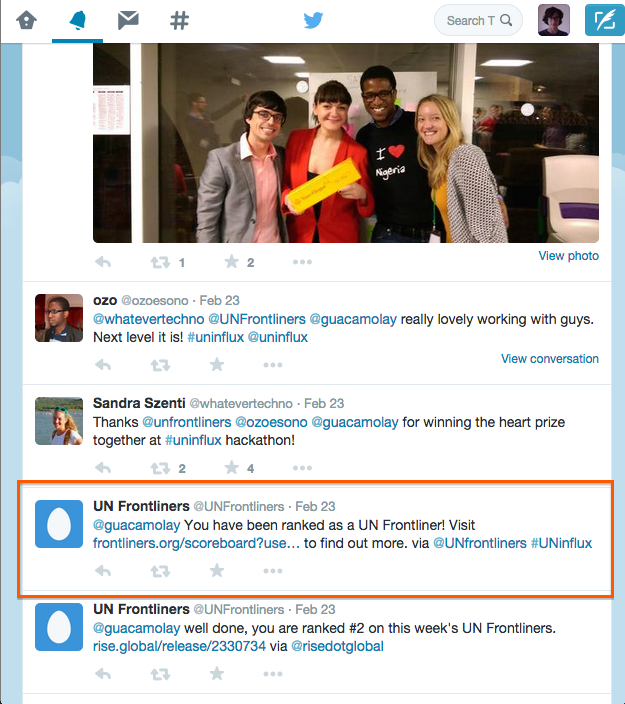 Search T
I ❤
Nigeria
1
2
View photo
ozo @ozoesono · Feb 23
@whatevertechno @UNFrontliners @guacamolay really lovely working with guys.
Next level it is! #uninflux @uninflux
View conversation
Sandra Szenti @whatevertechno · Feb 23
Thanks @unfrontliners @ozoesono @guacamolay for winning the heart prize
together at #uninflux hackathon!
2
4
UN Frontliners @UNFrontliners · Feb 23
@guacamolay You have been ranked as a UN Frontliner! Visit
frontliners.org/scoreboard?use… to find out more. via @UNfrontliners #UNinflux
UN Frontliners @UNFrontliners · Feb 23
@guacamolay well done, you are ranked #2 on this week's UN Frontliners.
rise.global/release/2330734 via @risedotglobal